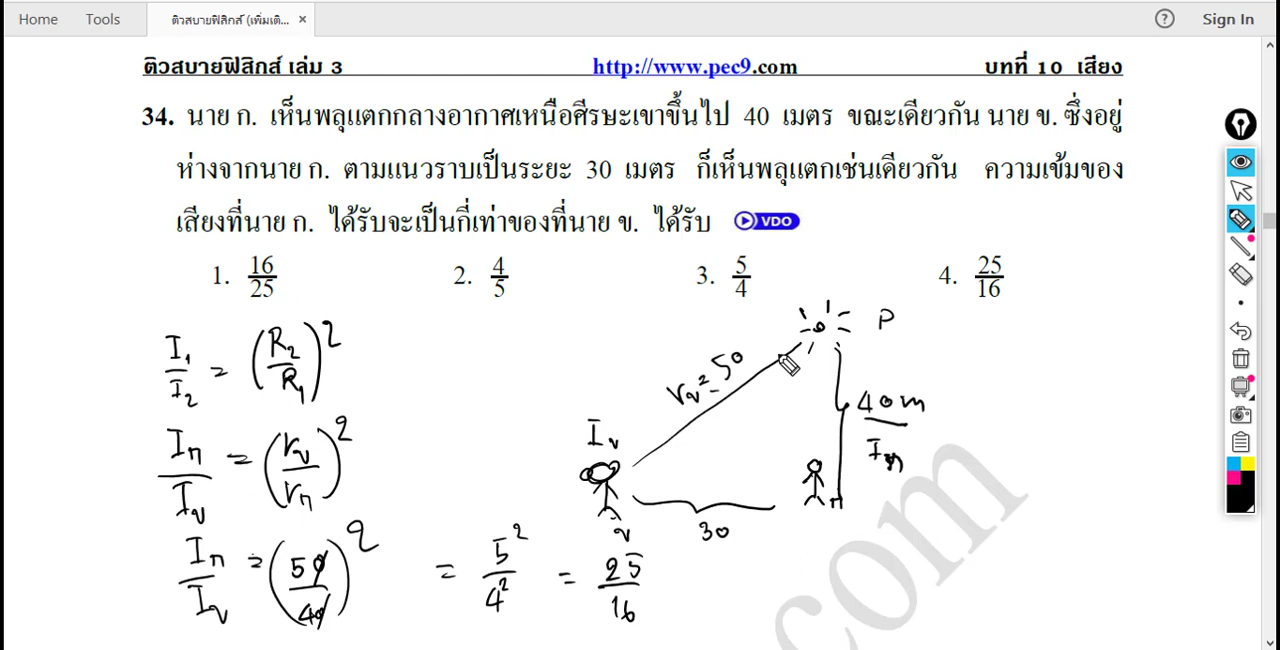 Home Tools ติวสบายฟิสิกส์ (เพิ่มเติ... × ? Sign In
ติวสบายฟิสิกส์ เล่ม 3 http://www.pec9.com บทที่ 10 เสียง
34. นาย ก. เห็นพลุแตกกลางอากาศเหนือศีรษะเขาขึ้นไป 40 เมตร ขณะเดียวกัน นาย ข. ซึ่งอยู่
ห่างจากนาย ก. ตามแนวราบเป็นระยะ 30 เมตร ก็เห็นพลุแตกเช่นเดียวกัน ความเข้มของ
เสียงที่นาย ก. ได้รับจะเป็นกี่เท่าของที่นาย ข. ได้รับ VDO
1. 16/25 2. 4/5 3. 5/4 4. 25/16
I₁/I₂ = (R₂/R₁)²
P
rข = 50
40 m
Iก
Iข
Iก/Iข = (rข/rก)²
ก
ข
30
Iก/Iข = (50/40)² = 5²/4² = 25/16
c9.com